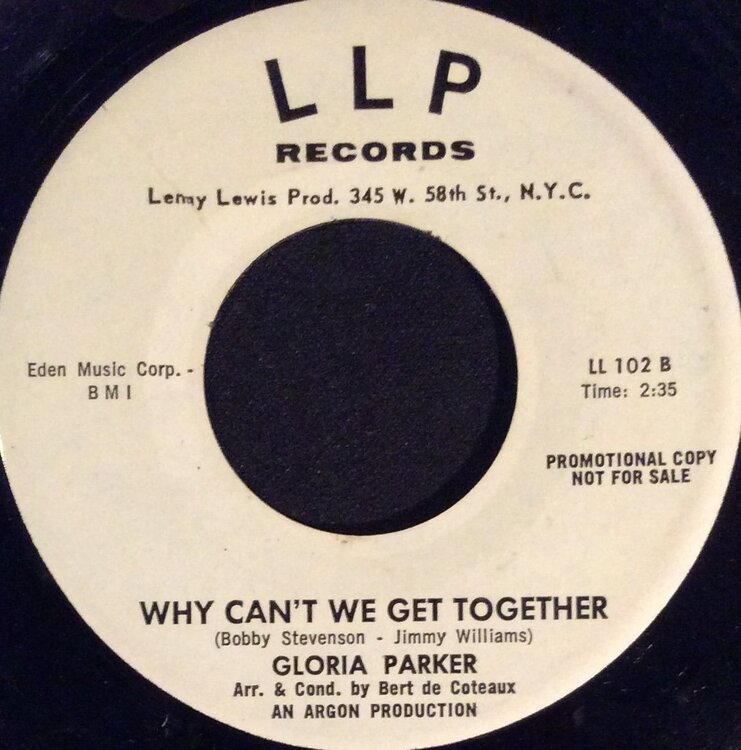 LLP
RECORDS
Lenny Lewis Prod. 345 W. 58th St., N.Y.C.
Eden Music Corp. -
BMI
LL 102 B
Time: 2:35
PROMOTIONAL COPY
NOT FOR SALE
WHY CAN'T WE GET TOGETHER
(Bobby Stevenson - Jimmy Williams)
GLORIA PARKER
Arr. & Cond. by Bert de Coteaux
AN ARGON PRODUCTION